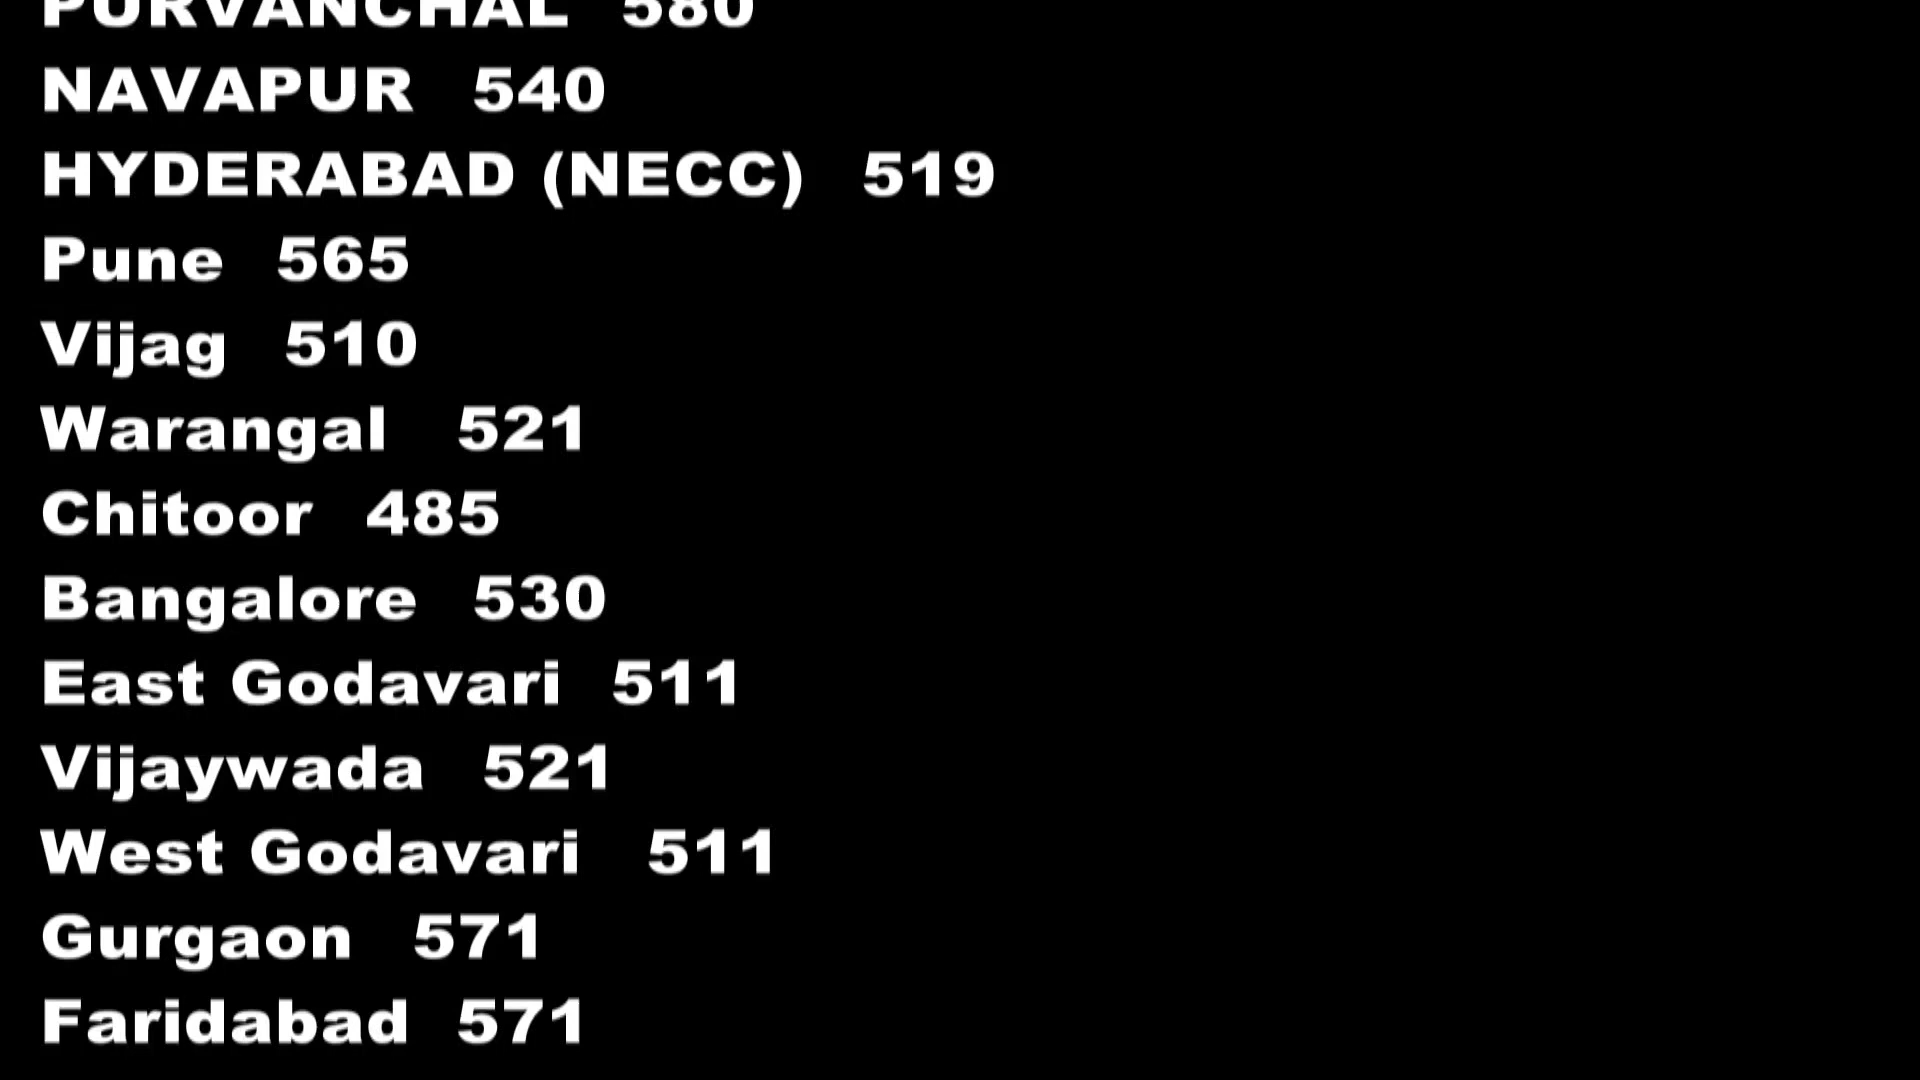 PURVANCHAL 580
NAVAPUR 540
HYDERABAD (NECC) 519
Pune 565
Vijag 510
Warangal 521
Chitoor 485
Bangalore 530
East Godavari 511
Vijaywada 521
West Godavari 511
Gurgaon 571
Faridabad 571